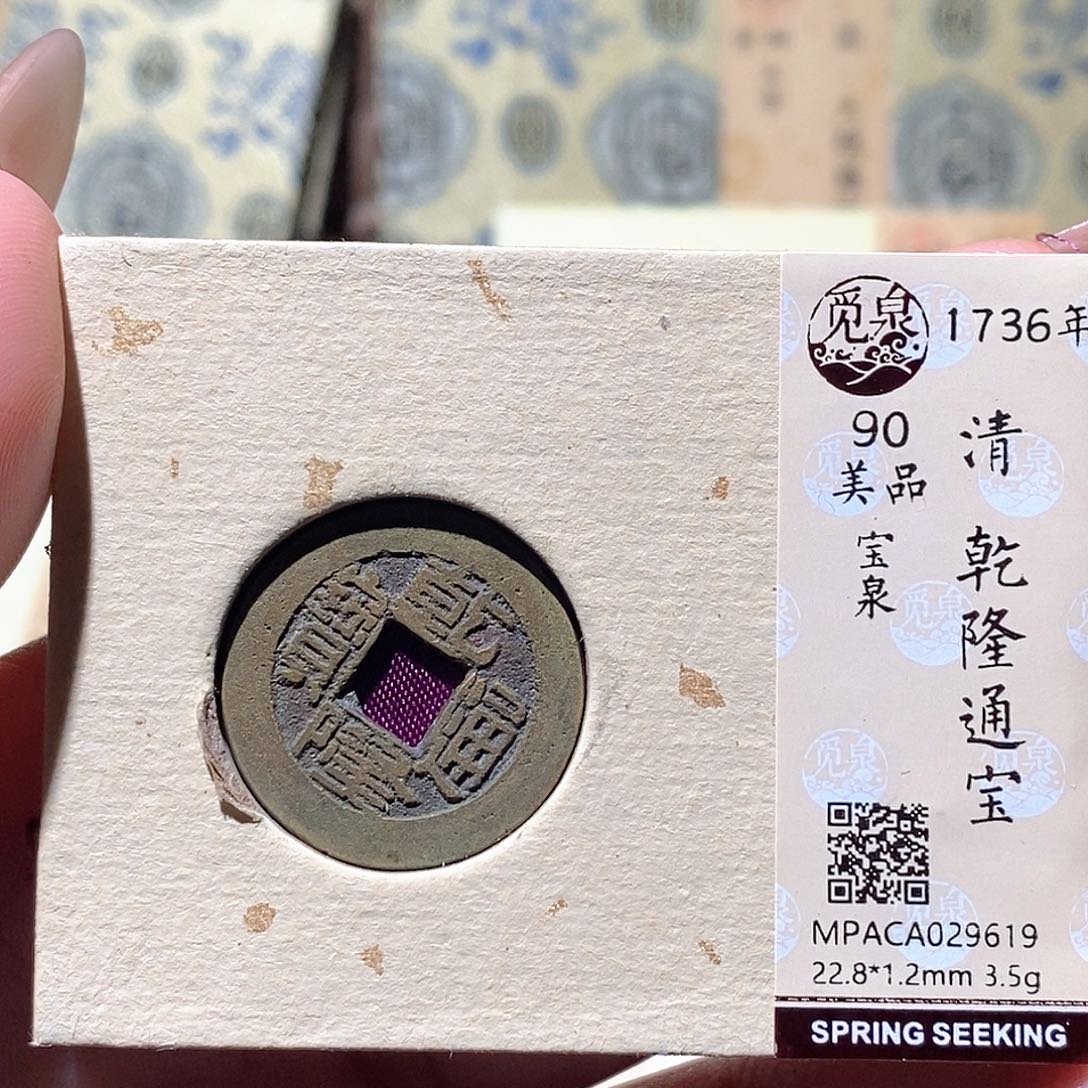 乾隆通寶
觅泉
1736年
90
美品
宝泉
清
乾隆通宝
MPACA029619
22.8*1.2mm 3.5g
SPRING SEEKING